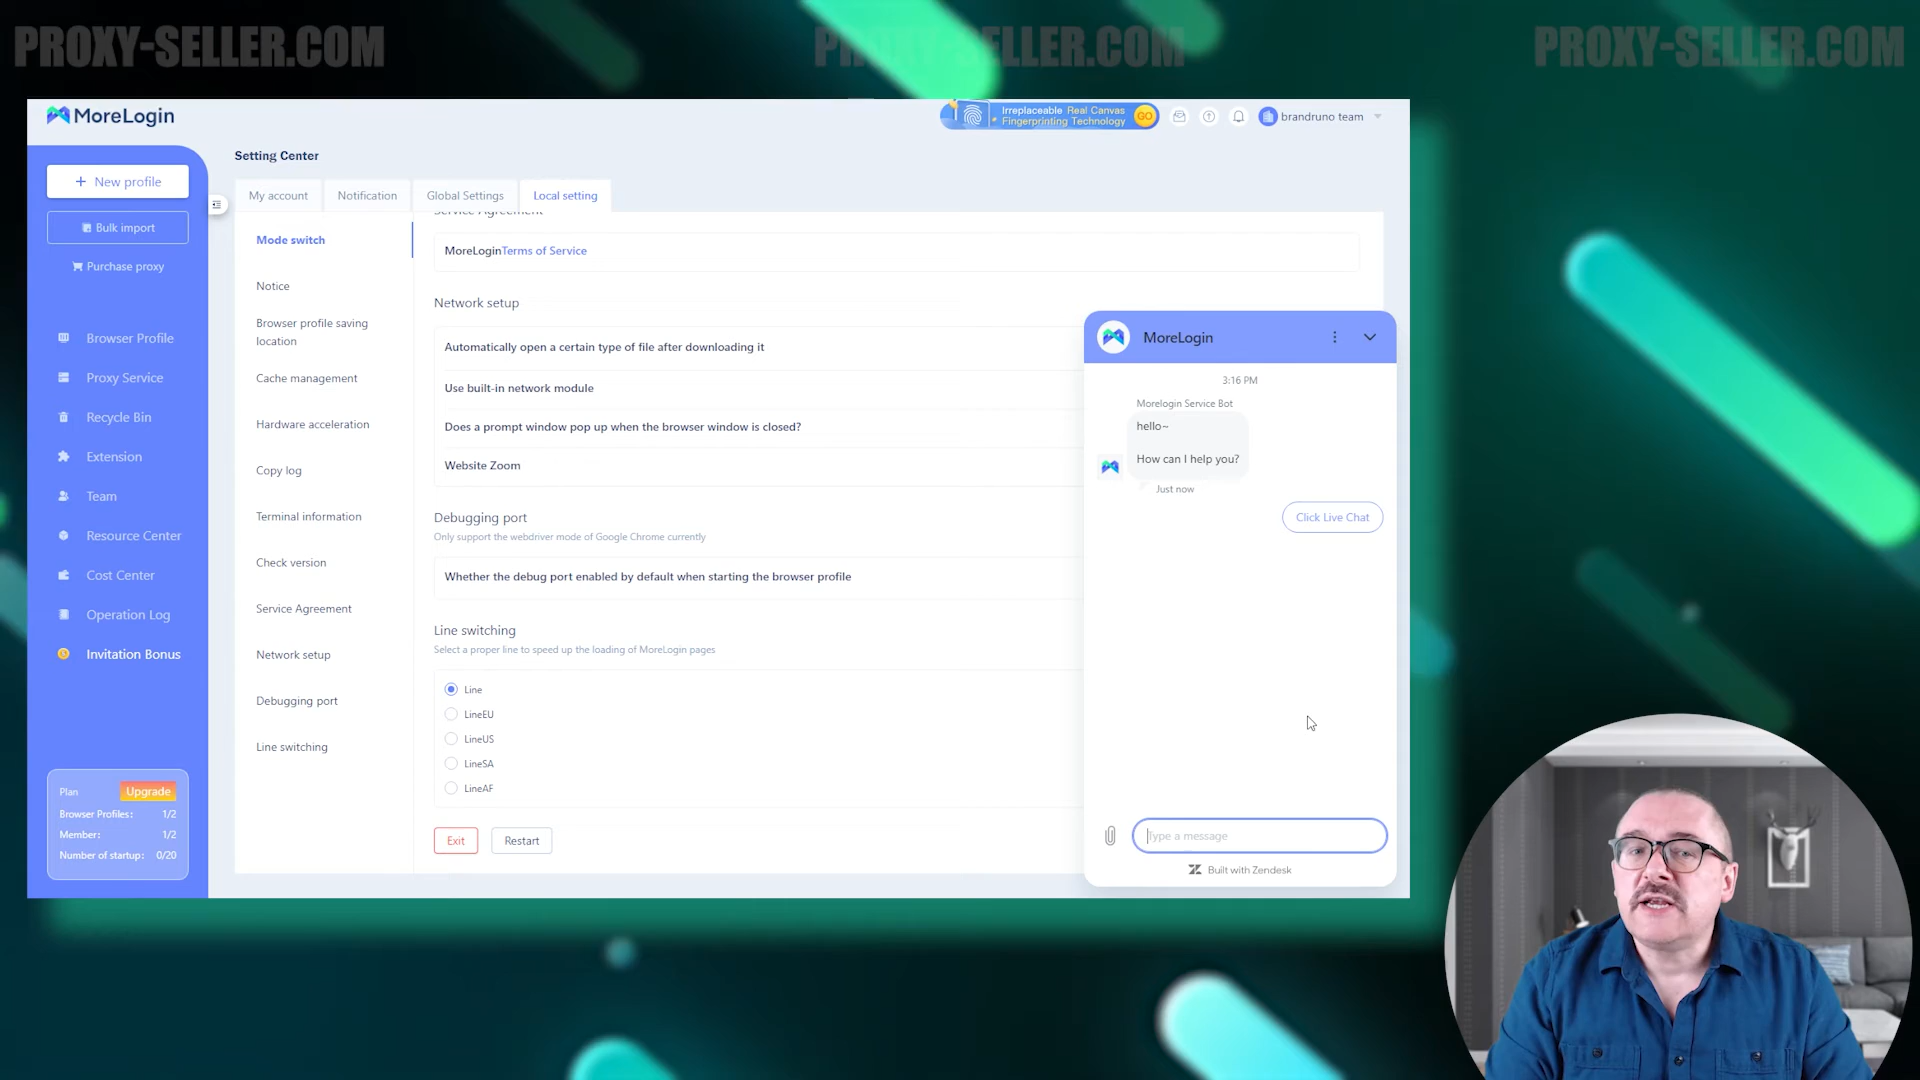 PROXY-SELLER.COM
PROXY-SELLER.COM
PROXY-SELLER.COM
MoreLogin
Irreplaceable Real Canvas
Fingerprinting Technology
GO
brandruno team
Setting Center
+ New profile
Bulk import
Purchase proxy
Browser Profile
Proxy Service
Recycle Bin
Extension
Team
Resource Center
Cost Center
Operation Log
Invitation Bonus
Plan
Upgrade
Browser Profiles: 1/2
Member: 1/2
Number of startup: 0/20
My account
Notification
Global Settings
Local setting
Mode switch
Notice
Browser profile saving
location
Cache management
Hardware acceleration
Copy log
Terminal information
Check version
Service Agreement
Network setup
Debugging port
Line switching
Service Agreement
MoreLoginTerms of Service
Network setup
Automatically open a certain type of file after downloading it
Use built-in network module
Does a prompt window pop up when the browser window is closed?
Website Zoom
Debugging port
Only support the webdriver mode of Google Chrome currently
Whether the debug port enabled by default when starting the browser profile
Line switching
Select a proper line to speed up the loading of MoreLogin pages
Line
LineEU
LineUS
LineSA
LineAF
Exit
Restart
MoreLogin
3:16 PM
Morelogin Service Bot
hello~
How can I help you?
Just now
Click Live Chat
Type a message
Built with Zendesk